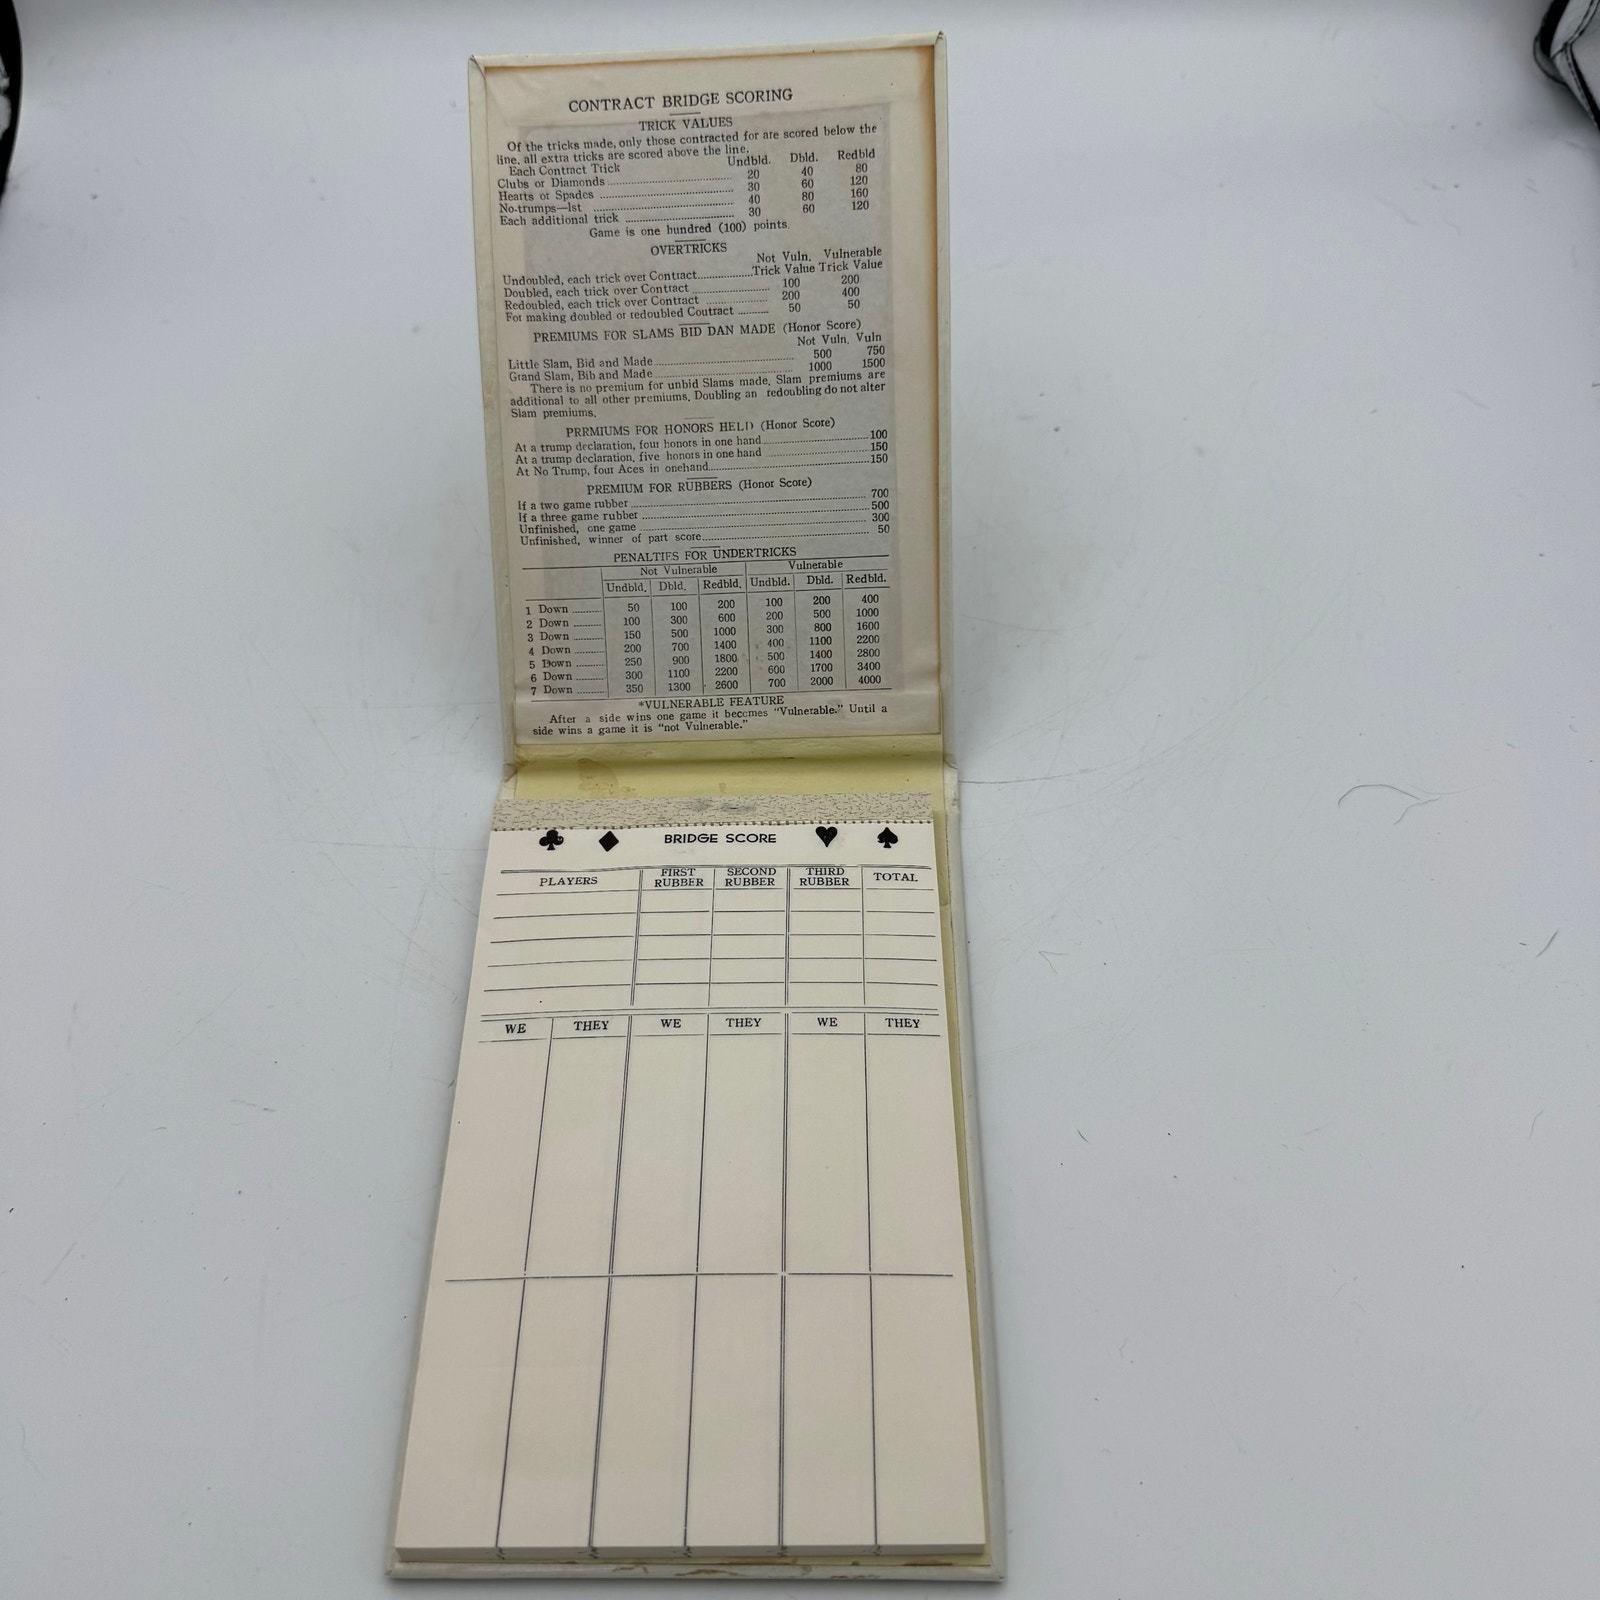 CONTRACT BRIDGE SCORING
TRICK VALUES
Of the tricks made, only those contracted for are scored below the
line, all extra tricks are scored above the line.
Each Contract Trick Undbld. Dbld. Redbld
Clubs or Diamonds 20 40 80
Hearts or Spades 30 60 120
No-trumps—1st 40 80 160
Each additional trick 30 60 120
Game is one hundred (100) points.
OVERTRICKS
Not Vuln. Vulnerable
Undoubled, each trick over Contract Trick Value Trick Value
Doubled, each trick over Contract 100 200
Redoubled, each trick over Contract 200 400
For making doubled or redoubled Coutract 50 50
PREMIUMS FOR SLAMS BID DAN MADE (Honor Score)
Not Vuln. Vuln
Little Slam, Bid and Made 500 750
Grand Slam, Bib and Made 1000 1500
There is no premium for unbid Slams made. Slam premiums are
additional to all other premiums. Doubling an redoubling do not alter
Slam premiums.
PRRMIUMS FOR HONORS HELD (Honor Score)
At a trump declaration, four honors in one hand 100
At a trump declaration, five honors in one hand 150
At No Trump, four Aces in onehand 150
PREMIUM FOR RUBBERS (Honor Score)
If a two game rubber 700
If a three game rubber 500
Unfinished, one game 300
Unfinished, winner of part score 50
PENALTIES FOR UNDERTRICKS
Not Vulnerable Vulnerable
Undbld. Dbld. Redbld. Undbld. Dbld. Redbld.
1 Down 50 100 200 100 200 400
2 Down 100 300 600 200 500 1000
3 Down 150 500 1000 300 800 1600
4 Down 200 700 1400 400 1100 2200
5 Down 250 900 1800 500 1400 2800
6 Down 300 1100 2200 600 1700 3400
7 Down 350 1300 2600 700 2000 4000
*VULNERABLE FEATURE
After a side wins one game it becmes "Vulnerable." Until a
side wins a game it is "not Vulnerable."
BRIDGE SCORE
PLAYERS FIRST RUBBER SECOND RUBBER THIRD RUBBER TOTAL
WE THEY WE THEY WE THEY